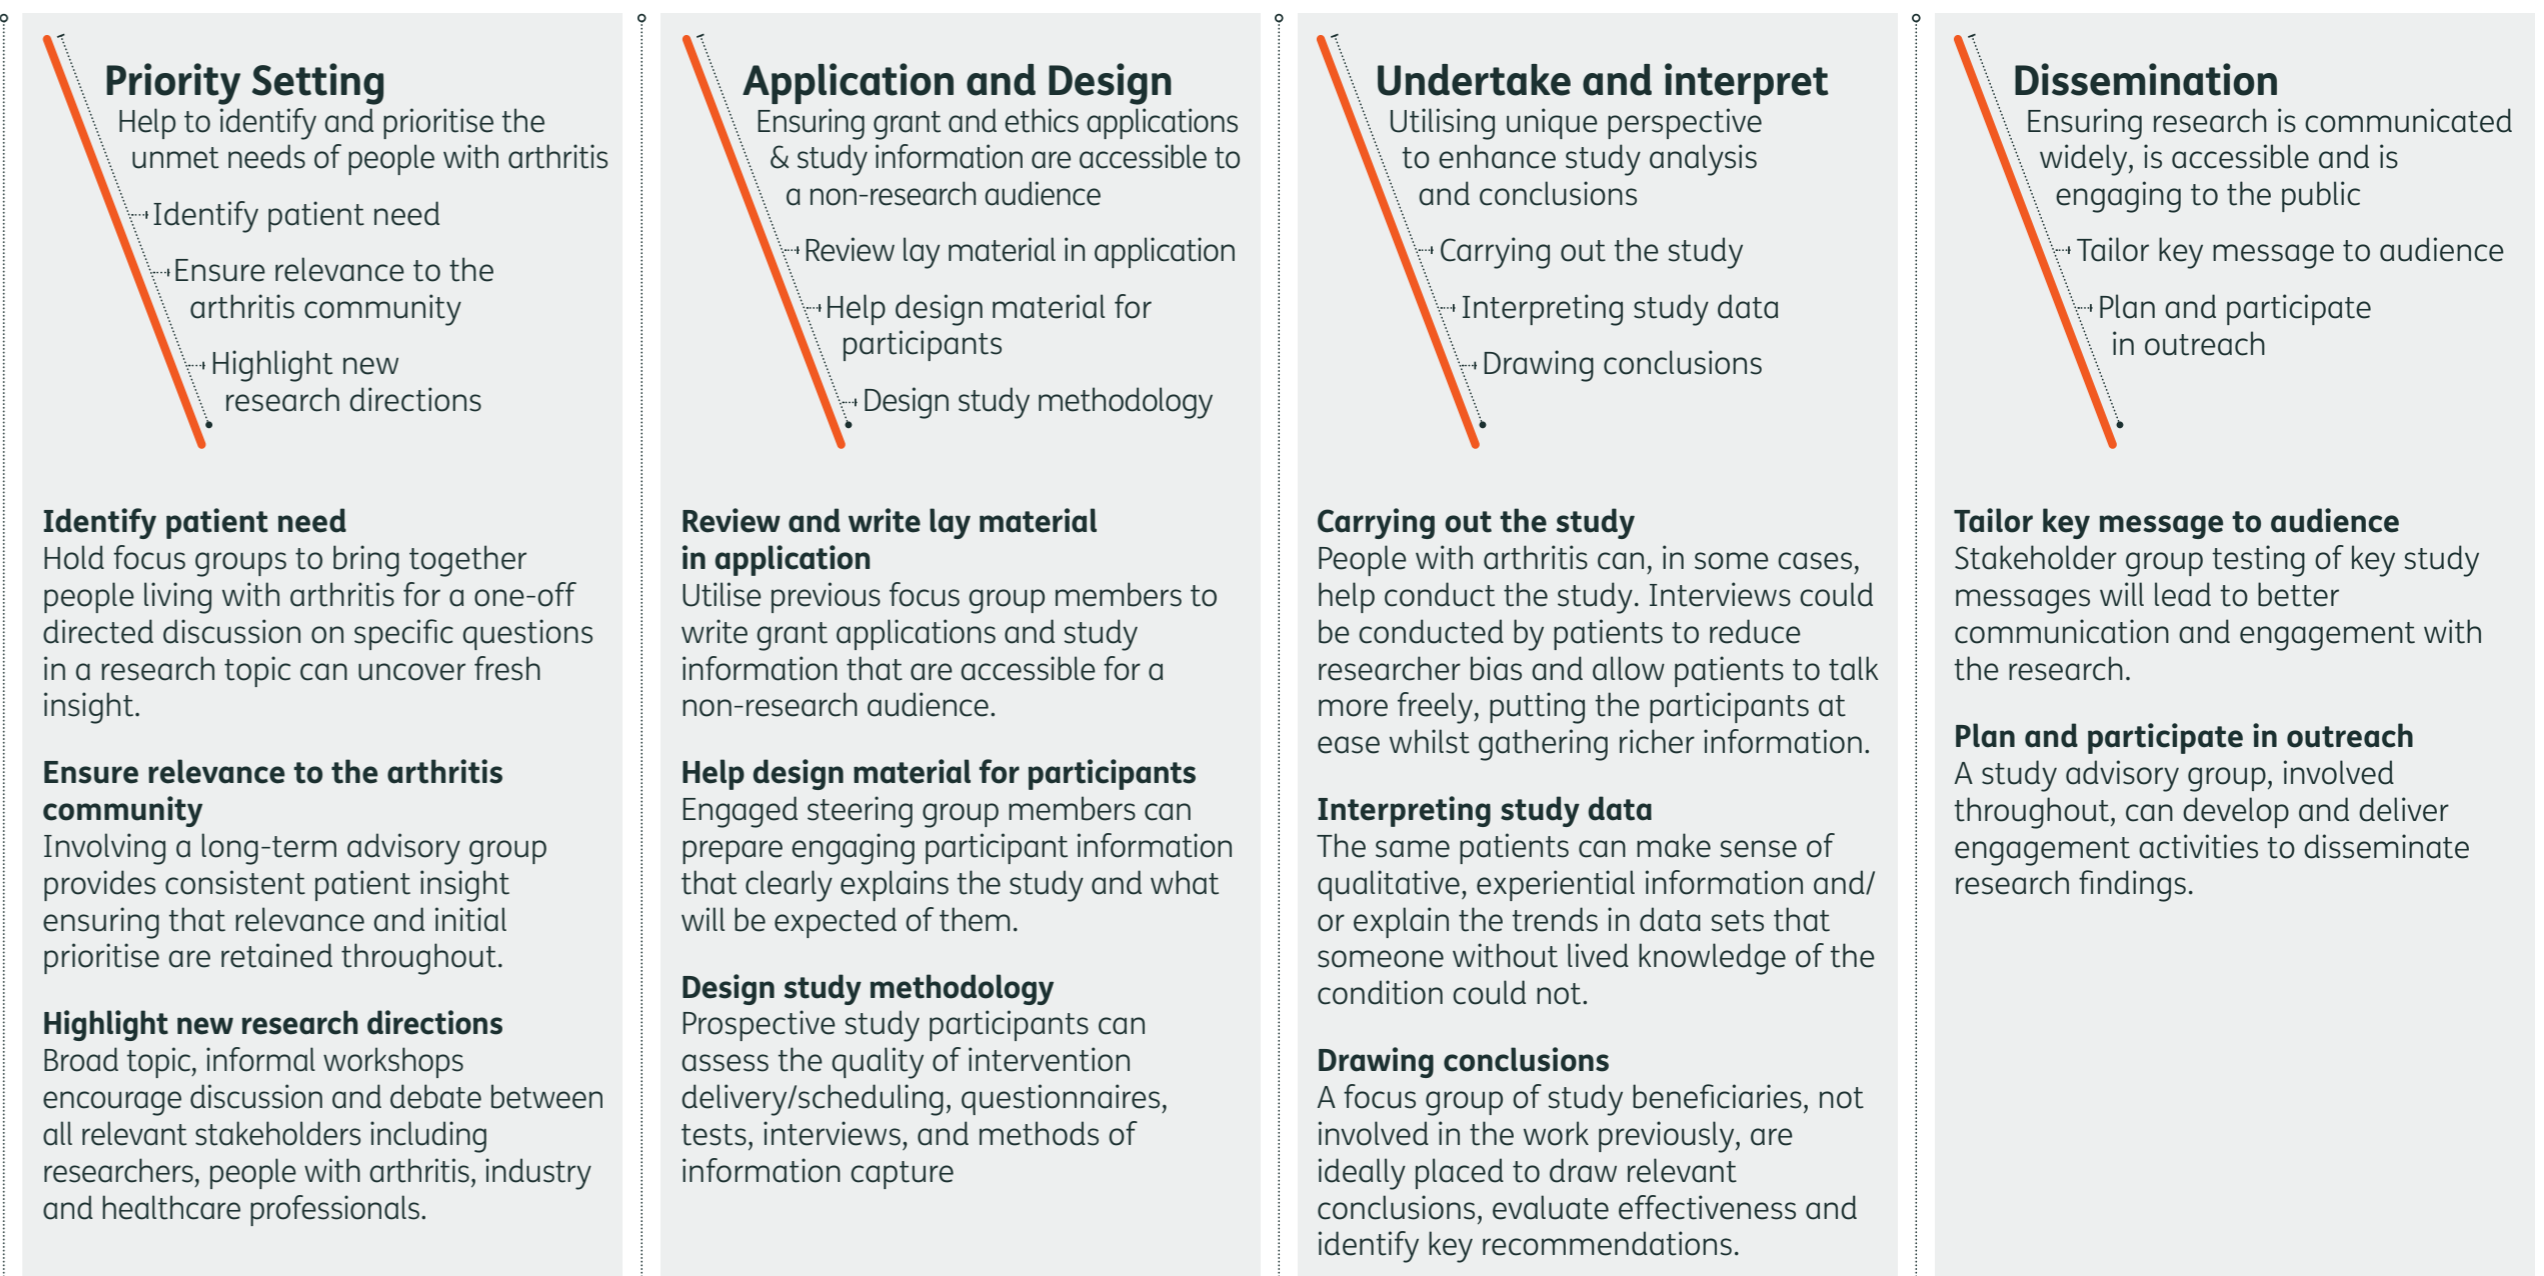 Priority Setting
Help to identify and prioritise the
unmet needs of people with arthritis
Identify patient need
Ensure relevance to the
arthritis community
Highlight new
research directions
Identify patient need
Hold focus groups to bring together
people living with arthritis for a one-off
directed discussion on specific questions
in a research topic can uncover fresh
insight.
Ensure relevance to the arthritis
community
Involving a long-term advisory group
provides consistent patient insight
ensuring that relevance and initial
prioritise are retained throughout.
Highlight new research directions
Broad topic, informal workshops
encourage discussion and debate between
all relevant stakeholders including
researchers, people with arthritis, industry
and healthcare professionals.
Application and Design
Ensuring grant and ethics applications
& study information are accessible to
a non-research audience
Review lay material in application
Help design material for
participants
Design study methodology
Review and write lay material
in application
Utilise previous focus group members to
write grant applications and study
information that are accessible for a
non-research audience.
Help design material for participants
Engaged steering group members can
prepare engaging participant information
that clearly explains the study and what
will be expected of them.
Design study methodology
Prospective study participants can
assess the quality of intervention
delivery/scheduling, questionnaires,
tests, interviews, and methods of
information capture
Undertake and interpret
Utilising unique perspective
to enhance study analysis
and conclusions
Carrying out the study
Interpreting study data
Drawing conclusions
Carrying out the study
People with arthritis can, in some cases,
help conduct the study. Interviews could
be conducted by patients to reduce
researcher bias and allow patients to talk
more freely, putting the participants at
ease whilst gathering richer information.
Interpreting study data
The same patients can make sense of
qualitative, experiential information and/
or explain the trends in data sets that
someone without lived knowledge of the
condition could not.
Drawing conclusions
A focus group of study beneficiaries, not
involved in the work previously, are
ideally placed to draw relevant
conclusions, evaluate effectiveness and
identify key recommendations.
Dissemination
Ensuring research is communicated
widely, is accessible and is
engaging to the public
Tailor key message to audience
Plan and participate
in outreach
Tailor key message to audience
Stakeholder group testing of key study
messages will lead to better
communication and engagement with
the research.
Plan and participate in outreach
A study advisory group, involved
throughout, can develop and deliver
engagement activities to disseminate
research findings.